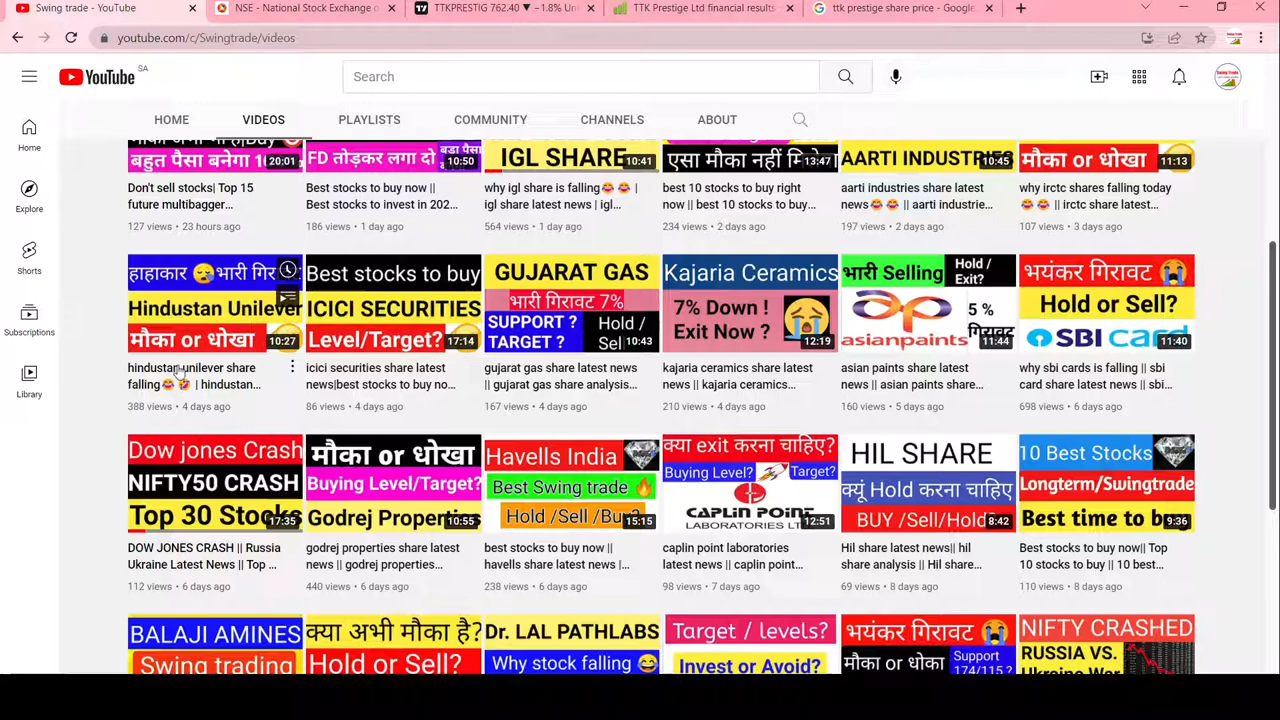 Swing trade - YouTube
NSE - National Stock Exchange o
TTKPRESTIG 762.40 ▼ −1.8% Un
TTK Prestige Ltd financial results
ttk prestige share price - Google
youtube.com/c/Swingtrade/videos
YouTube SA
Search
HOME VIDEOS PLAYLISTS COMMUNITY CHANNELS ABOUT
Home
Explore
Shorts
Subscriptions
Library
बहुत पैसा बनेगा 20:01
Don't sell stocks| Top 15
future multibagger...
127 views • 23 hours ago
FD तोड़कर लगा दो 10:50
Best stocks to buy now ||
Best stocks to invest in 202...
186 views • 1 day ago
IGL SHARE 10:41
why igl share is falling😂😂 |
igl share latest news | igl...
564 views • 1 day ago
एसा मौका नहीं 13:47
best 10 stocks to buy right
now || best 10 stocks to buy...
234 views • 2 days ago
AARTI INDUSTRIES 10:45
aarti industries share latest
news😂😂 || aarti industrie...
197 views • 2 days ago
मौका or धोखा 11:13
why irctc shares falling today
😂😂 || irctc share latest...
107 views • 3 days ago
हाहाकार 😪भारी
Hindustan Unilever
मौका or धोखा 10:27
hindustan unilever share
falling😂🤣 | hindustan...
388 views • 4 days ago
Best stocks to buy
ICICI SECURITIES
Level/Target? 17:14
icici securities share latest
news|best stocks to buy no...
86 views • 4 days ago
GUJARAT GAS
भारी गिरावट 7%
SUPPORT ?
TARGET ?
Hold /
Sel 10:43
gujarat gas share latest news
|| gujarat gas share analysis...
167 views • 4 days ago
Kajaria Ceramics
7% Down !
Exit Now ? 12:19
kajaria ceramics share latest
news || kajaria ceramics...
210 views • 4 days ago
भारी Selling
Hold /
Exit?
asianpaints
5 %
गिरावट 11:44
asian paints share latest
news || asian paints share...
160 views • 5 days ago
भयंकर गिरावट 😭
Hold or Sell?
SBI card 11:40
why sbi cards is falling || sbi
card share latest news || sbi...
698 views • 6 days ago
Dow jones Crash
NIFTY50 CRASH
Top 30 Stocks 17:35
DOW JONES CRASH || Russia
Ukraine Latest News || Top ...
112 views • 6 days ago
मौका or धोखा
Buying Level/Target?
Godrej Properties 10:55
godrej properties share latest
news || godrej properties...
440 views • 6 days ago
Havells India
Best Swing trade 🔥
Hold /Sell /Buy? 15:15
best stocks to buy now ||
havells share latest news |...
238 views • 6 days ago
क्या exit करना चाहिए?
Buying Level? Target?
CAPLIN POINT
LABORATORIES LTD 12:51
caplin point laboratories
latest news || caplin point...
98 views • 7 days ago
HIL SHARE
क्यूं Hold करना चाहिए
BUY /Sell/Hold 8:42
Hil share latest news|| hil
share analysis || Hil share...
69 views • 8 days ago
10 Best Stocks
Longterm/Swingtrade
Best time to b 9:36
Best stocks to buy now|| Top
10 stocks to buy || 10 best...
110 views • 8 days ago
BALAJI AMINES
Swing trading
क्या अभी मौका है?
Hold or Sell?
Dr. LAL PATHLABS
Why stock falling 😂
Target / levels?
Invest or Avoid?
भयंकर गिरावट 😭
मौका or धोका
Support
174/115 ?
NIFTY CRASHED
RUSSIA VS.
Ukraine War